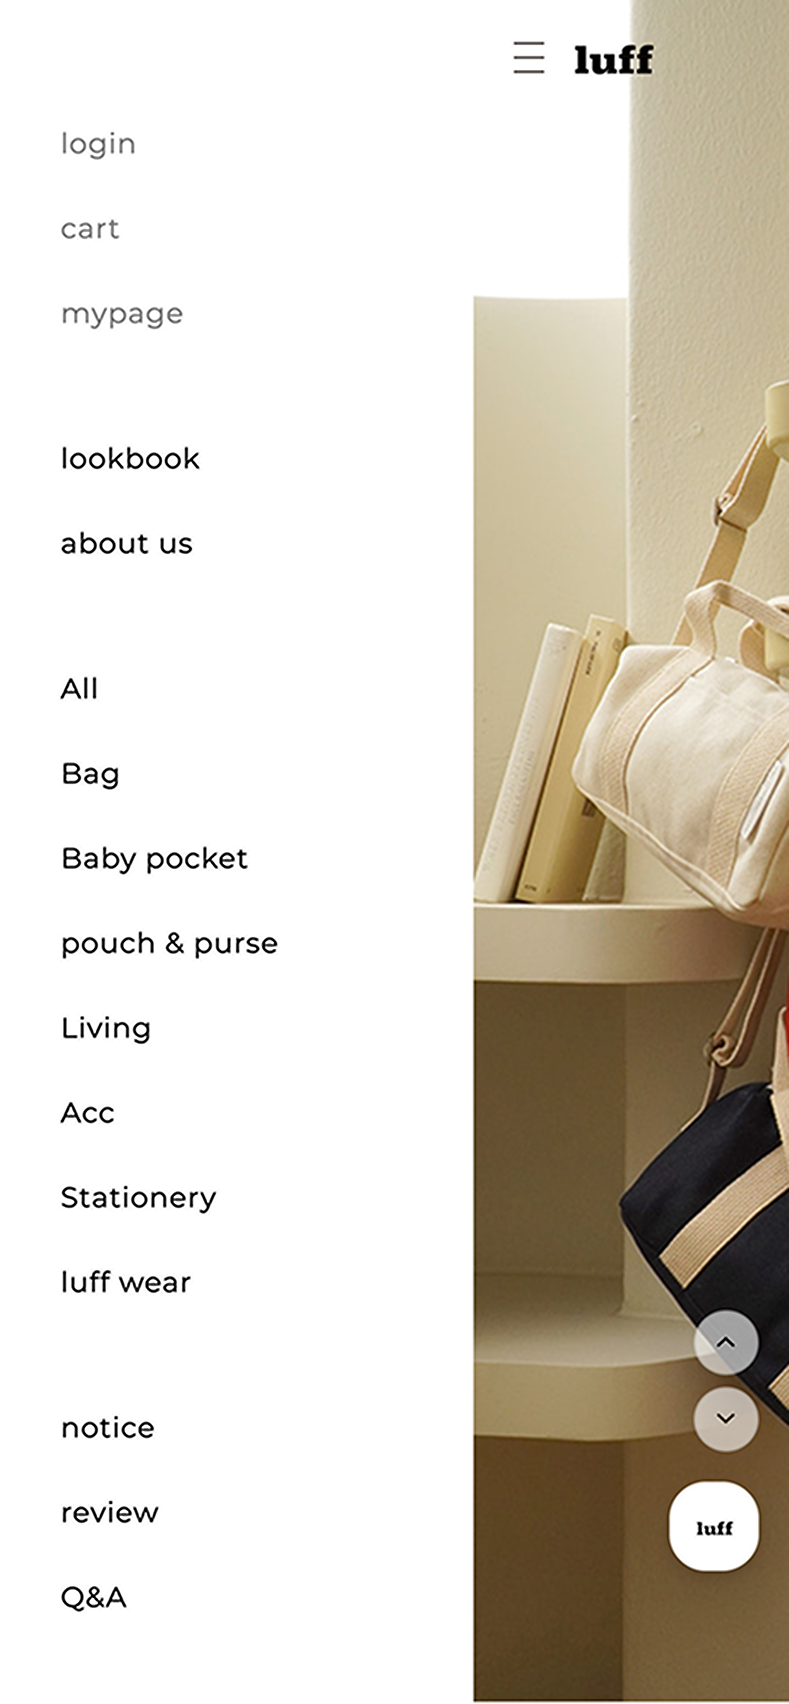 luff
login
cart
mypage
lookbook
about us
All
Bag
Baby pocket
pouch & purse
Living
Acc
Stationery
luff wear
notice
review
Q&A
luff